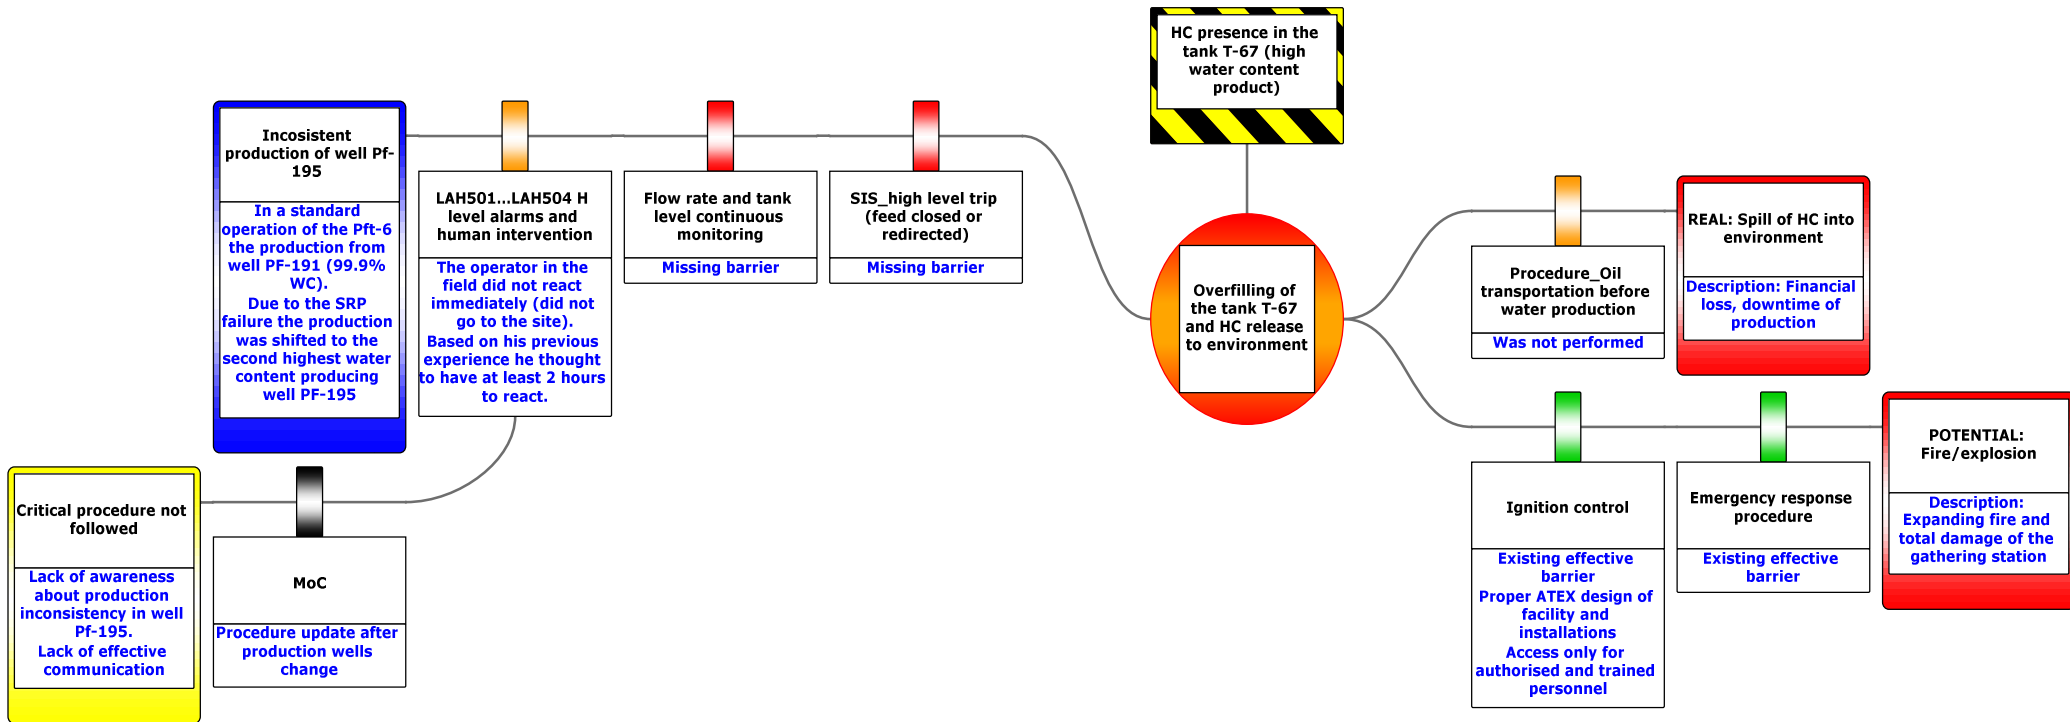 HC presence in the
tank T-67 (high
water content
product)
Incosistent
production of well Pf-
195
In a standard
operation of the Pft-6
the production from
well PF-191 (99.9%
WC).
Due to the SRP
failure the production
was shifted to the
second highest water
content producing
well PF-195
LAH501...LAH504 H
level alarms and
human intervention
The operator in the
field did not react
immediately (did not
go to the site).
Based on his previous
experience he thought
to have at least 2 hours
to react.
Flow rate and tank
level continuous
monitoring
Missing barrier
SIS_high level trip
(feed closed or
redirected)
Missing barrier
Overfilling of
the tank T-67
and HC release
to environment
Procedure_Oil
transportation before
water production
Was not performed
REAL: Spill of HC into
environment
Description: Financial
loss, downtime of
production
Critical procedure not
followed
Lack of awareness
about production
inconsistency in well
Pf-195.
Lack of effective
communication
MoC
Procedure update after
production wells
change
Ignition control
Existing effective
barrier
Proper ATEX design of
facility and
installations
Access only for
authorised and trained
personnel
Emergency response
procedure
Existing effective
barrier
POTENTIAL:
Fire/explosion
Description:
Expanding fire and
total damage of the
gathering station